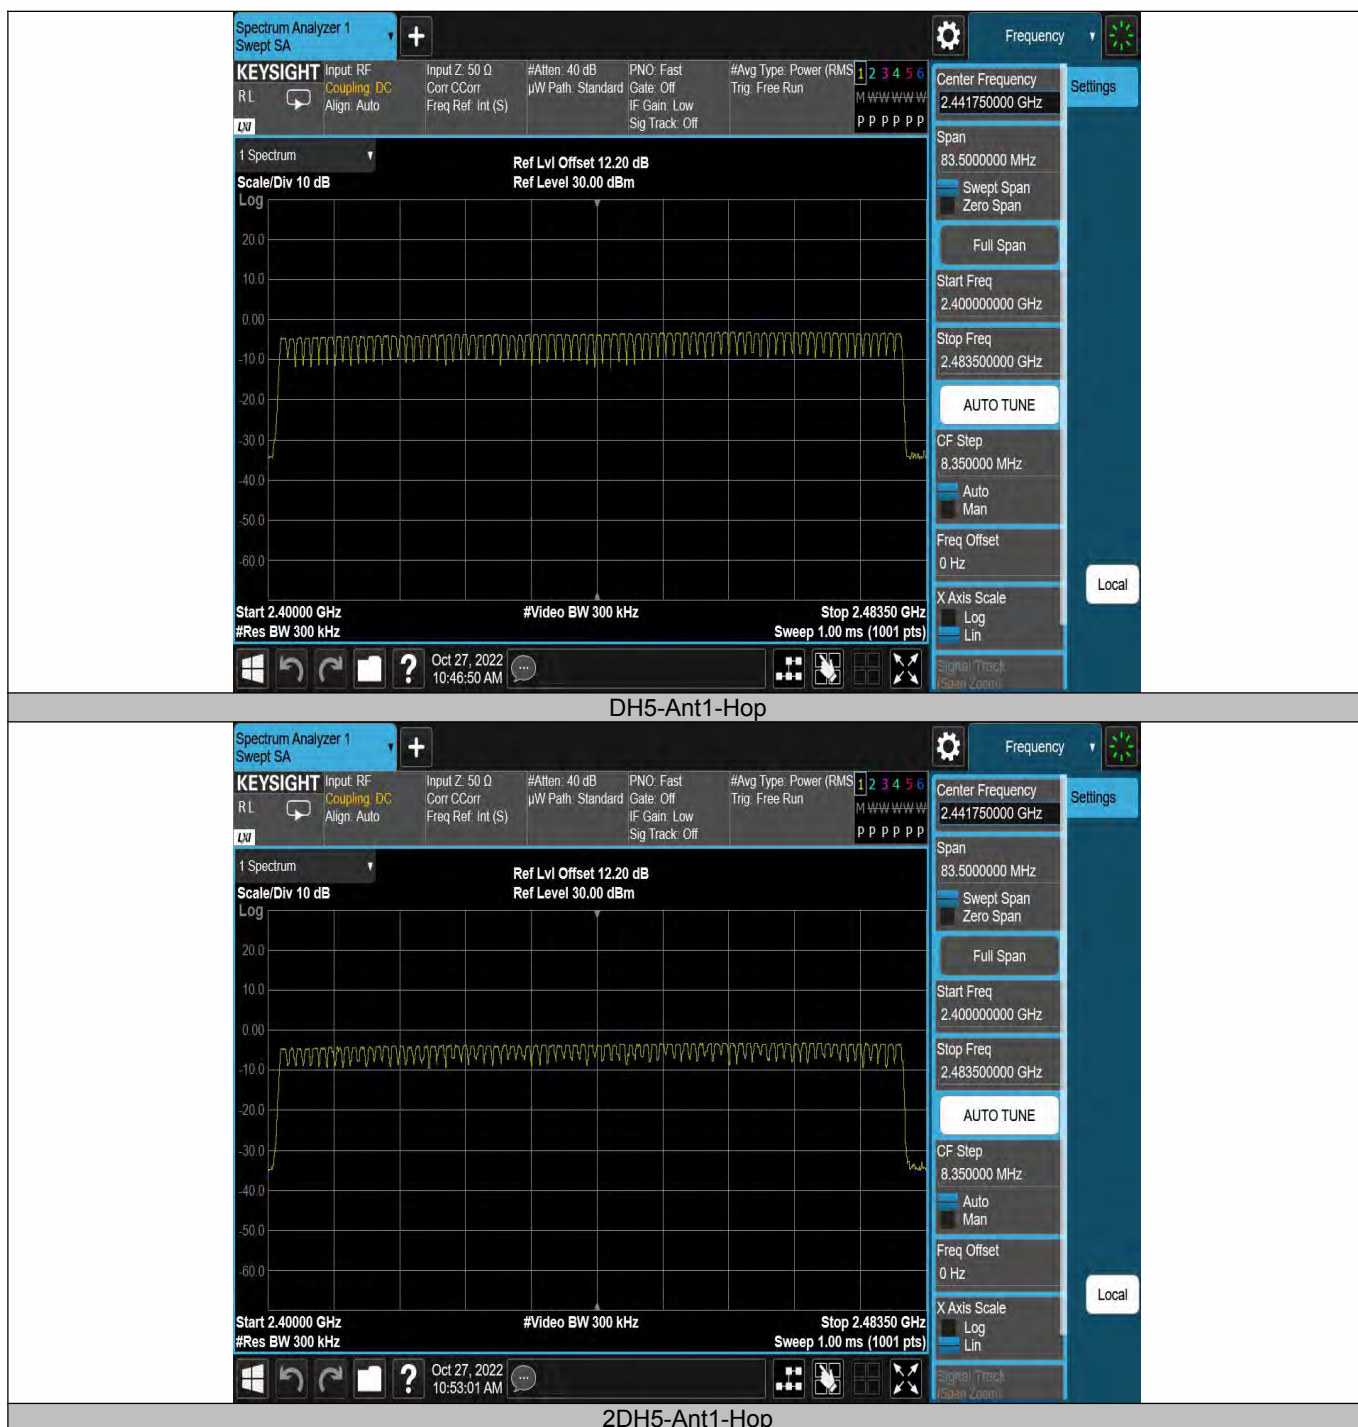 Spectrum Analyzer 1
Swept SA
Frequency
KEYSIGHT
RL
LXI
Input: RF
Coupling: DC
Align: Auto
Input Z: 50 Ω
Corr CCorr
Freq Ref: Int (S)
#Atten: 40 dB
µW Path: Standard
PNO: Fast
Gate: Off
IF Gain: Low
Sig Track: Off
#Avg Type: Power (RMS
Trig: Free Run
1 2 3 4 5 6
M W W W W W
P P P P P P
1 Spectrum
Scale/Div 10 dB
Ref Lvl Offset 12.20 dB
Ref Level 30.00 dBm
Log
20.0
10.0
0.00
-10.0
-20.0
-30.0
-40.0
-50.0
-60.0
Start 2.40000 GHz
#Res BW 300 kHz
#Video BW 300 kHz
Stop 2.48350 GHz
Sweep 1.00 ms (1001 pts)
Center Frequency
2.441750000 GHz
Settings
Span
83.5000000 MHz
Swept Span
Zero Span
Full Span
Start Freq
2.400000000 GHz
Stop Freq
2.483500000 GHz
AUTO TUNE
CF Step
8.350000 MHz
Auto
Man
Freq Offset
0 Hz
X Axis Scale
Log
Lin
Signal Track
(Span Zoom)
Local
?
Oct 27, 2022
10:46:50 AM
DH5-Ant1-Hop
Spectrum Analyzer 1
Swept SA
Frequency
KEYSIGHT
RL
LXI
Input: RF
Coupling: DC
Align: Auto
Input Z: 50 Ω
Corr CCorr
Freq Ref: Int (S)
#Atten: 40 dB
µW Path: Standard
PNO: Fast
Gate: Off
IF Gain: Low
Sig Track: Off
#Avg Type: Power (RMS
Trig: Free Run
1 2 3 4 5 6
M W W W W W
P P P P P P
1 Spectrum
Scale/Div 10 dB
Ref Lvl Offset 12.20 dB
Ref Level 30.00 dBm
Log
20.0
10.0
0.00
-10.0
-20.0
-30.0
-40.0
-50.0
-60.0
Start 2.40000 GHz
#Res BW 300 kHz
#Video BW 300 kHz
Stop 2.48350 GHz
Sweep 1.00 ms (1001 pts)
Center Frequency
2.441750000 GHz
Settings
Span
83.5000000 MHz
Swept Span
Zero Span
Full Span
Start Freq
2.400000000 GHz
Stop Freq
2.483500000 GHz
AUTO TUNE
CF Step
8.350000 MHz
Auto
Man
Freq Offset
0 Hz
X Axis Scale
Log
Lin
Signal Track
(Span Zoom)
Local
?
Oct 27, 2022
10:53:01 AM
2DH5-Ant1-Hop